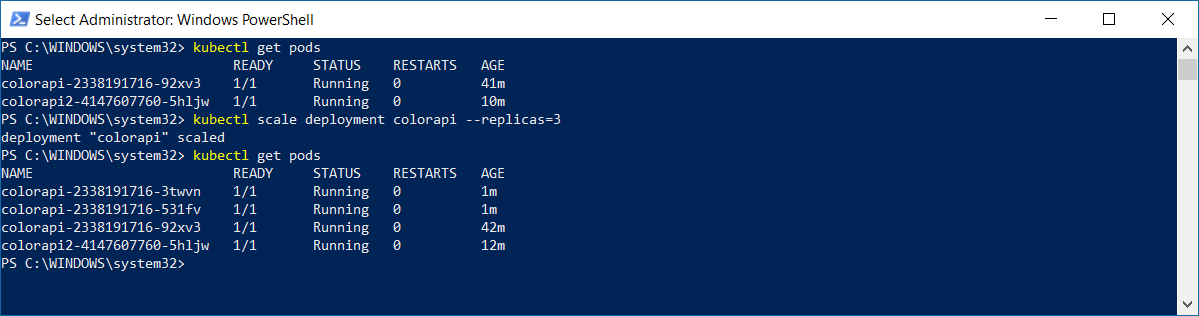 Select Administrator: Windows PowerShell
PS C:\WINDOWS\system32> kubectl get pods
NAME                         READY     STATUS    RESTARTS   AGE
colorapi-2338191716-92xv3    1/1       Running   0          41m
colorapi2-4147607760-5hljw   1/1       Running   0          10m
PS C:\WINDOWS\system32> kubectl scale deployment colorapi --replicas=3
deployment "colorapi" scaled
PS C:\WINDOWS\system32> kubectl get pods
NAME                         READY     STATUS    RESTARTS   AGE
colorapi-2338191716-3twvn    1/1       Running   0          1m
colorapi-2338191716-531fv    1/1       Running   0          1m
colorapi-2338191716-92xv3    1/1       Running   0          42m
colorapi2-4147607760-5hljw   1/1       Running   0          12m
PS C:\WINDOWS\system32>